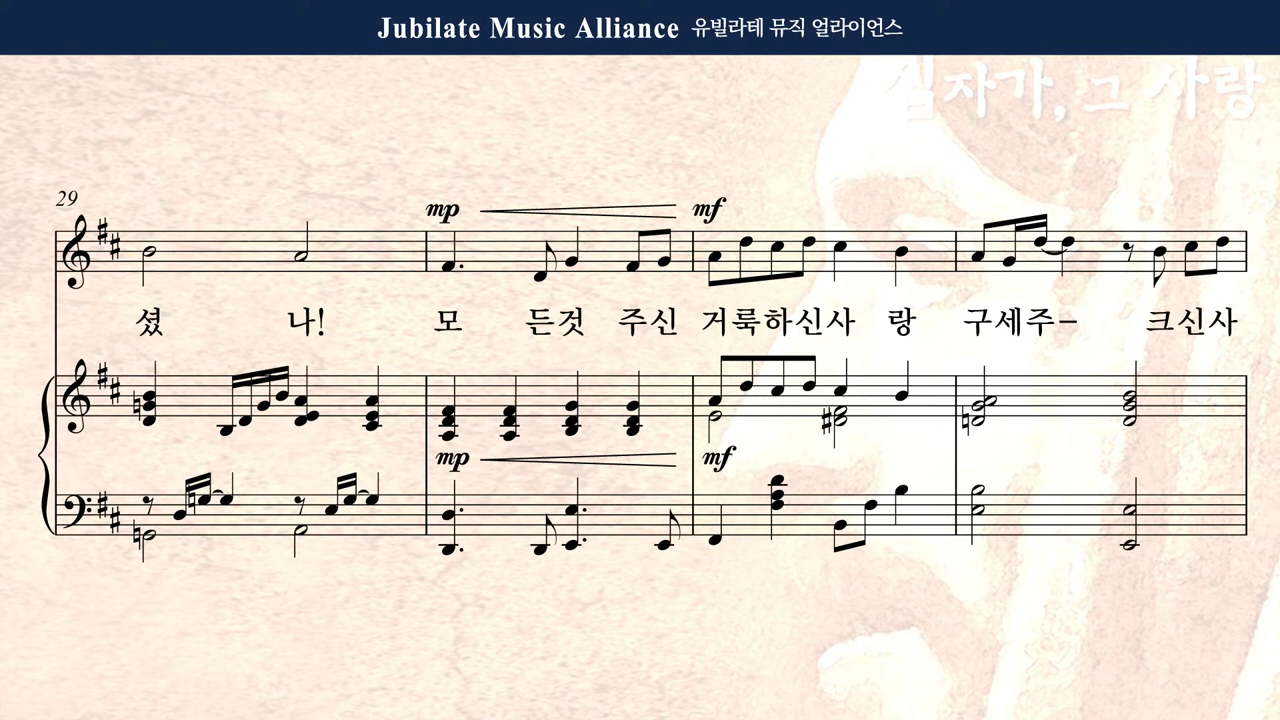 Jubilate Music Alliance 유빌라테 뮤직 얼라이언스
십자가, 그 사랑
29
mp mf
셨 나! 모 든것 주신 거룩하신사 랑 구세주– 크신사
mp mf